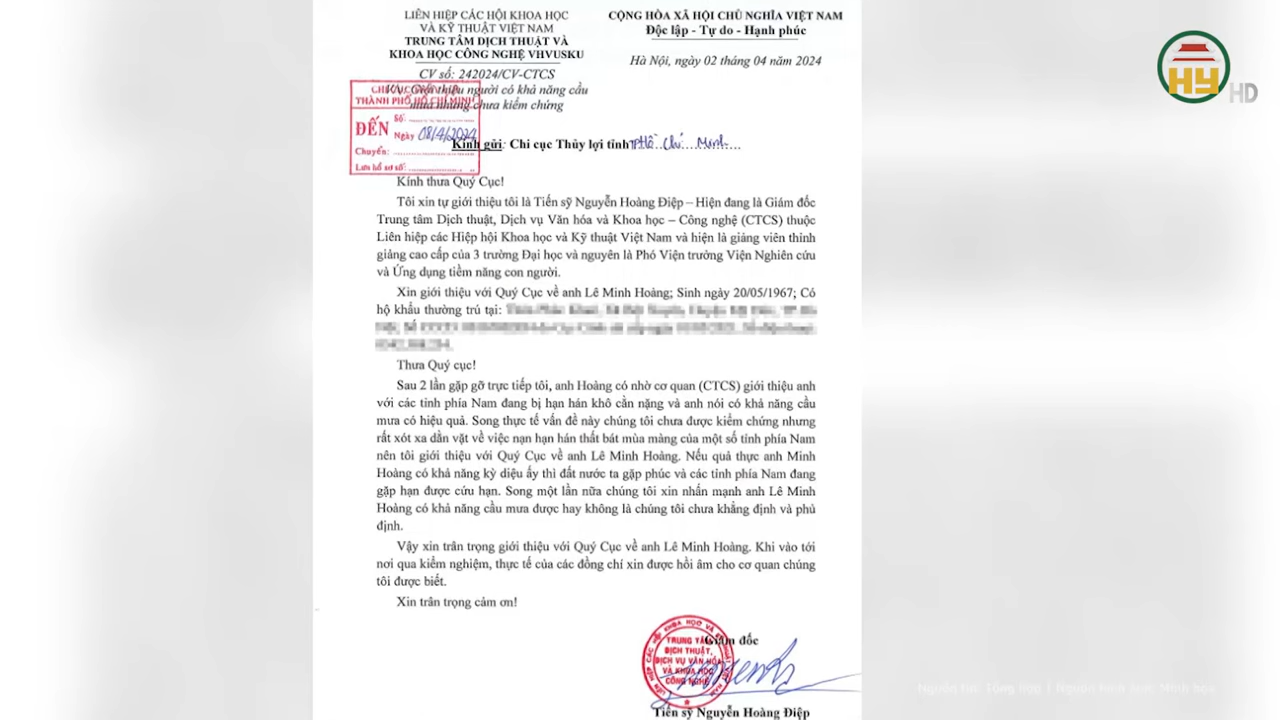 LIÊN HIỆP CÁC HỘI KHOA HỌC
VÀ KỸ THUẬT VIỆT NAM
TRUNG TÂM DỊCH THUẬT VÀ
KHOA HỌC CÔNG NGHỆ VHVUSKU
CV số: 242024/CV-CTCS
V/v: Giới thiệu người có khả năng cầu
mưa nhưng chưa kiểm chứng
CỘNG HÒA XÃ HỘI CHỦ NGHĨA VIỆT NAM
Độc lập - Tự do - Hạnh phúc
Hà Nội, ngày 02 tháng 04 năm 2024
HY HD
THÀNH PHỐ HỒ CHÍ MINH
ĐẾN
Số:
Ngày 08/4/2024
Chuyển:
Lưu hồ sơ số:
Kính gửi: Chi cục Thủy lợi tỉnh TP Hồ Chí Minh
Kính thưa Quý Cục!
Tôi xin tự giới thiệu tôi là Tiến sỹ Nguyễn Hoàng Điệp – Hiện đang là Giám đốc
Trung tâm Dịch thuật, Dịch vụ Văn hóa và Khoa học – Công nghệ (CTCS) thuộc
Liên hiệp các Hiệp hội Khoa học và Kỹ thuật Việt Nam và hiện là giảng viên thỉnh
giảng cao cấp của 3 trường Đại học và nguyên là Phó Viện trưởng Viện Nghiên cứu
và Ứng dụng tiềm năng con người.
Xin giới thiệu với Quý Cục về anh Lê Minh Hoàng; Sinh ngày 20/05/1967; Có
hộ khẩu thường trú tại:
Thưa Quý cục!
Sau 2 lần gặp gỡ trực tiếp tôi, anh Hoàng có nhờ cơ quan (CTCS) giới thiệu anh
với các tỉnh phía Nam đang bị hạn hán khô cằn nặng và anh nói có khả năng cầu
mưa có hiệu quả. Song thực tế vấn đề này chúng tôi chưa được kiểm chứng nhưng
rất xót xa dằn vặt về việc nạn hạn hán thất bát mùa màng của một số tỉnh phía Nam
nên tôi giới thiệu với Quý Cục về anh Lê Minh Hoàng. Nếu quả thực anh Minh
Hoàng có khả năng kỳ diệu ấy thì đất nước ta gặp phúc và các tỉnh phía Nam đang
gặp hạn được cứu hạn. Song một lần nữa chúng tôi xin nhấn mạnh anh Lê Minh
Hoàng có khả năng cầu mưa được hay không là chúng tôi chưa khẳng định và phủ
định.
Vậy xin trân trọng giới thiệu với Quý Cục về anh Lê Minh Hoàng. Khi vào tới
nơi qua kiểm nghiệm, thực tế của các đồng chí xin được hồi âm cho cơ quan chúng
tôi được biết.
Xin trân trọng cảm ơn!
Giám đốc
TRUNG TÂM
DỊCH THUẬT,
DỊCH VỤ VĂN HÓA
VÀ KHOA HỌC
CÔNG NGHỆ
Tiến sỹ Nguyễn Hoàng Điệp